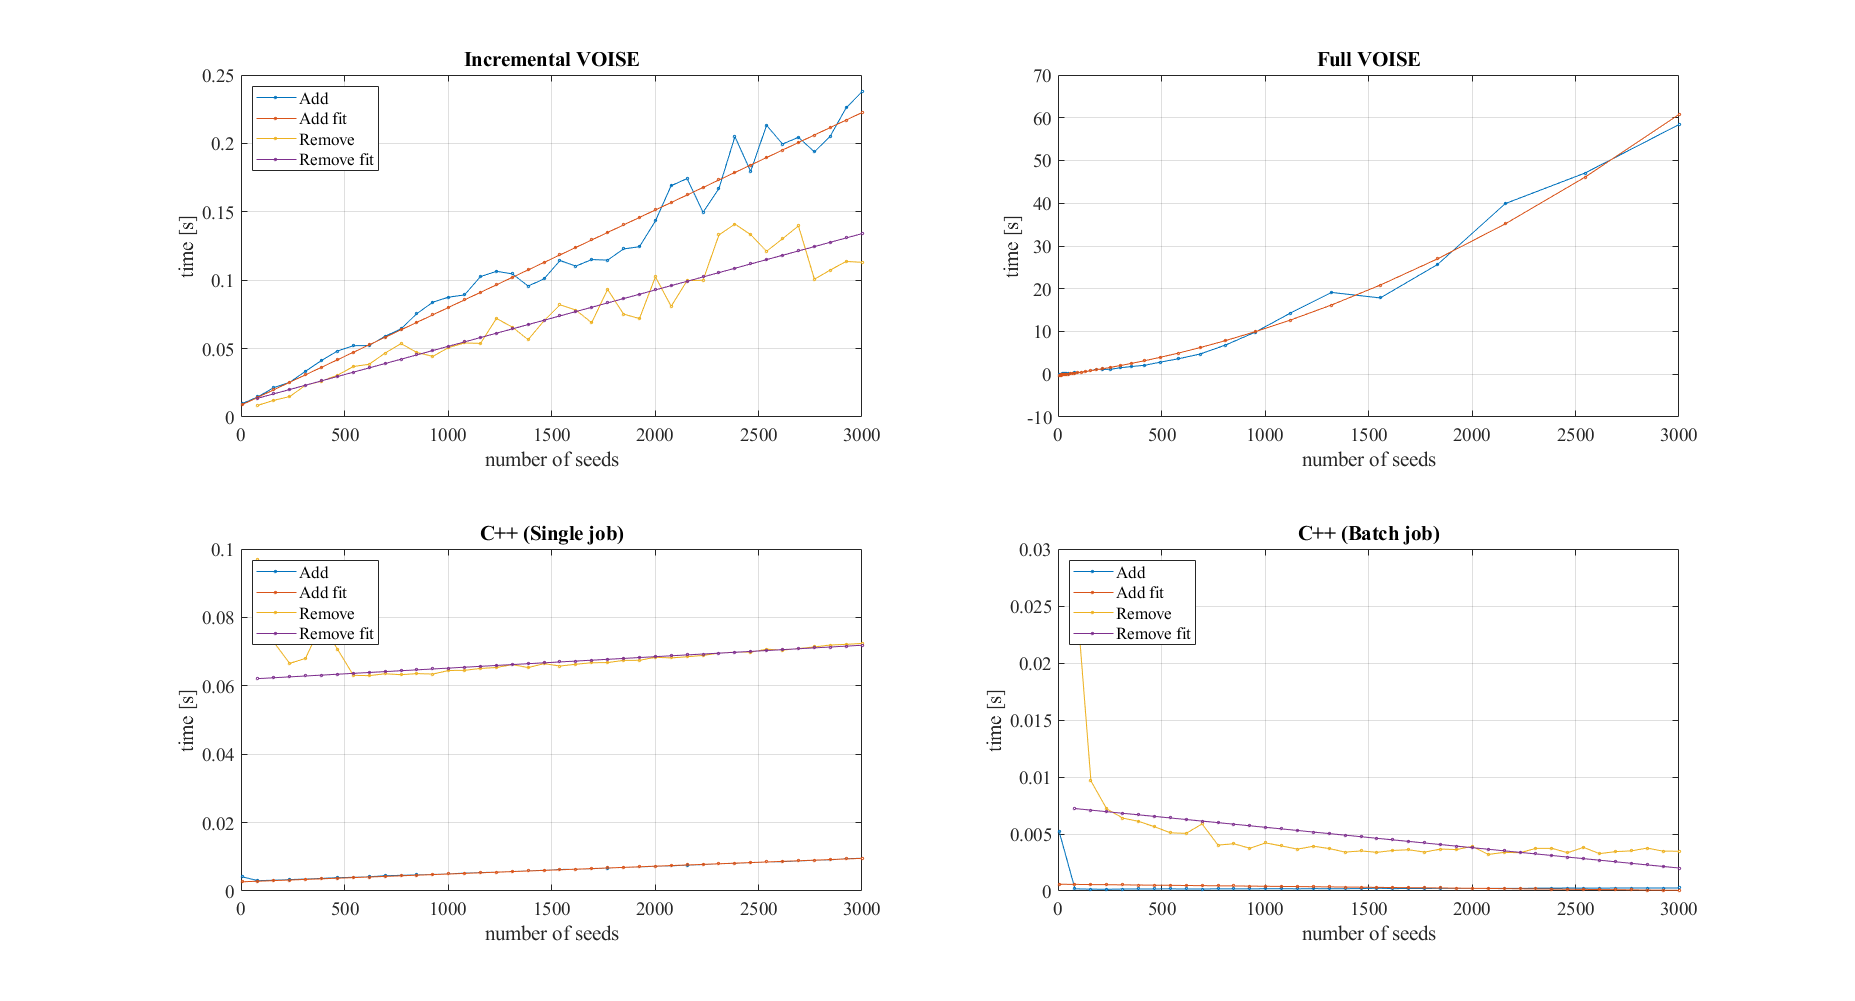 Incremental VOISE
0.25
0.2
0.15
0.1
0.05
0
time [s]
Add
Add fit
Remove
Remove fit
0 500 1000 1500 2000 2500 3000
number of seeds
Full VOISE
70
60
50
40
30
20
10
0
-10
time [s]
0 500 1000 1500 2000 2500 3000
number of seeds
C++ (Single job)
0.1
0.08
0.06
0.04
0.02
0
time [s]
Add
Add fit
Remove
Remove fit
0 500 1000 1500 2000 2500 3000
number of seeds
C++ (Batch job)
0.03
0.025
0.02
0.015
0.01
0.005
0
time [s]
Add
Add fit
Remove
Remove fit
0 500 1000 1500 2000 2500 3000
number of seeds